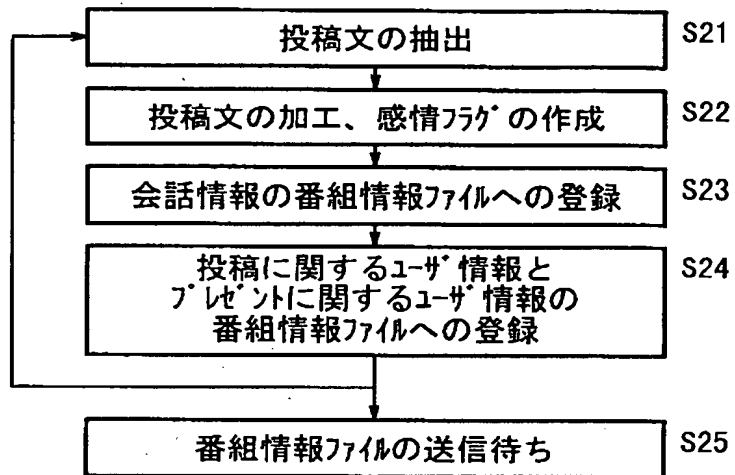 投稿文の抽出 S21
投稿文の加工、感情ﾌﾗｸﾞの作成 S22
会話情報の番組情報ﾌｧｲﾙへの登録 S23
投稿に関するﾕｰｻﾞ情報と S24
ﾌﾟﾚｾﾞﾝﾄに関するﾕｰｻﾞ情報の
番組情報ﾌｧｲﾙへの登録
番組情報ﾌｧｲﾙの送信待ち S25